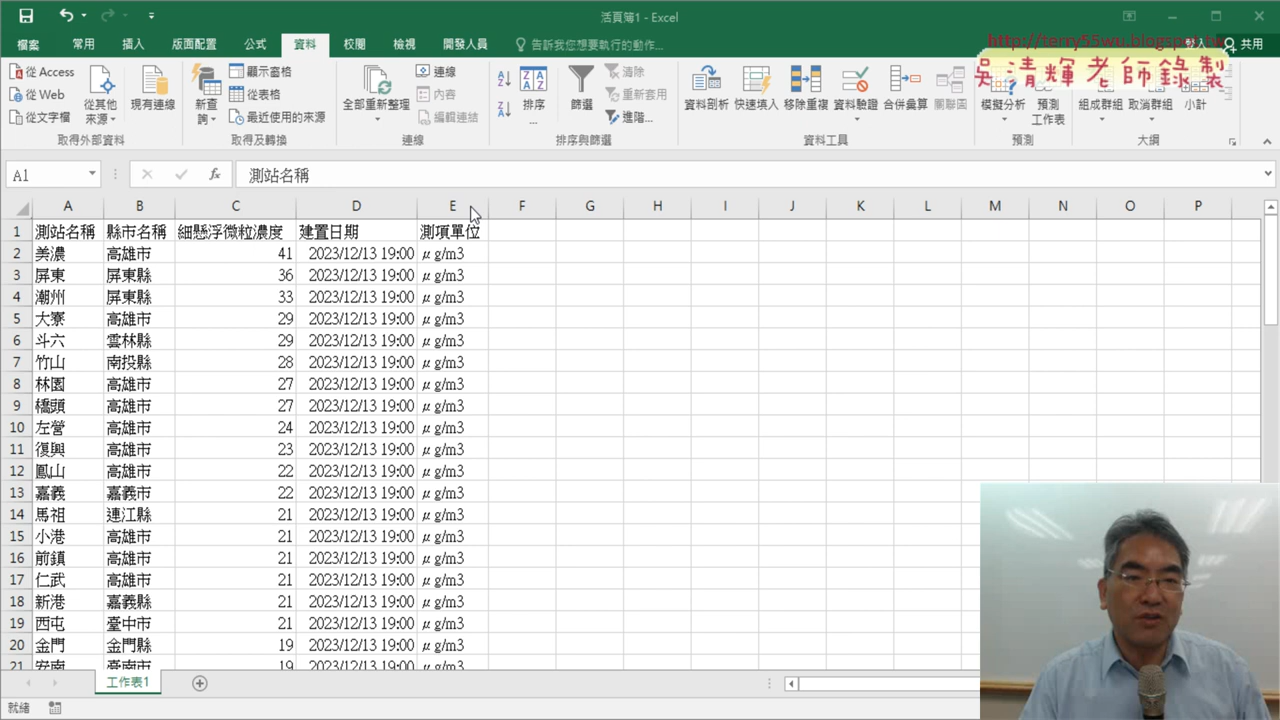 活頁簿1 - Excel
檔案 常用 插入 版面配置 公式 資料 校閱 檢視 開發人員 告訴我您想要執行的動作... 登入 共用
http://terry55wu.blogspot.tw
吳清輝老師錄製
從 Access
從 Web
從文字檔
從其他來源
現有連線
取得外部資料
新查詢
顯示查詢
從表格
最近使用的來源
取得及轉換
全部重新整理
連線
內容
編輯連結
連線
排序...
篩選
清除
重新套用
進階...
排序與篩選
資料剖析 快速填入 移除重複 資料驗證 合併彙算 關聯圖
資料工具
模擬分析 預測工作表
預測
組成群組 取消群組 小計
大綱
A1 fx 測站名稱
A B C D E F G H I J K L M N O P
1 測站名稱 縣市名稱 細懸浮微粒濃度 建置日期 測項單位
2 美濃 高雄市 41 2023/12/13 19:00 μg/m3
3 屏東 屏東縣 36 2023/12/13 19:00 μg/m3
4 潮州 屏東縣 33 2023/12/13 19:00 μg/m3
5 大寮 高雄市 29 2023/12/13 19:00 μg/m3
6 斗六 雲林縣 29 2023/12/13 19:00 μg/m3
7 竹山 南投縣 28 2023/12/13 19:00 μg/m3
8 林園 高雄市 27 2023/12/13 19:00 μg/m3
9 橋頭 高雄市 27 2023/12/13 19:00 μg/m3
10 左營 高雄市 24 2023/12/13 19:00 μg/m3
11 復興 高雄市 23 2023/12/13 19:00 μg/m3
12 鳳山 高雄市 22 2023/12/13 19:00 μg/m3
13 嘉義 嘉義市 22 2023/12/13 19:00 μg/m3
14 馬祖 連江縣 21 2023/12/13 19:00 μg/m3
15 小港 高雄市 21 2023/12/13 19:00 μg/m3
16 前鎮 高雄市 21 2023/12/13 19:00 μg/m3
17 仁武 高雄市 21 2023/12/13 19:00 μg/m3
18 新港 嘉義縣 21 2023/12/13 19:00 μg/m3
19 西屯 臺中市 21 2023/12/13 19:00 μg/m3
20 金門 金門縣 19 2023/12/13 19:00 μg/m3
21 安南 臺南市 19 2023/12/13 19:00 μg/m3
工作表1
就緒